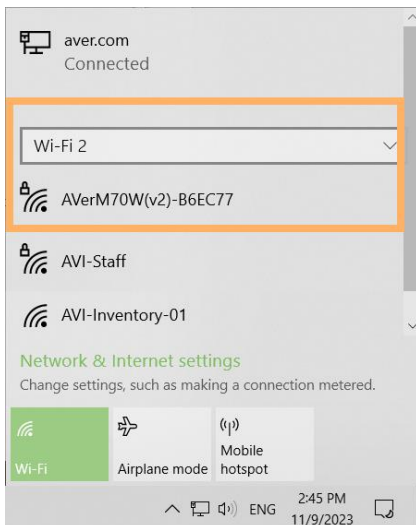 aver.com
Connected
Wi-Fi 2
AVerM70W(v2)-B6EC77
AVI-Staff
AVI-Inventory-01
Network & Internet settings
Change settings, such as making a connection metered.
Wi-Fi
Airplane mode
Mobile
hotspot
ENG
2:45 PM
11/9/2023